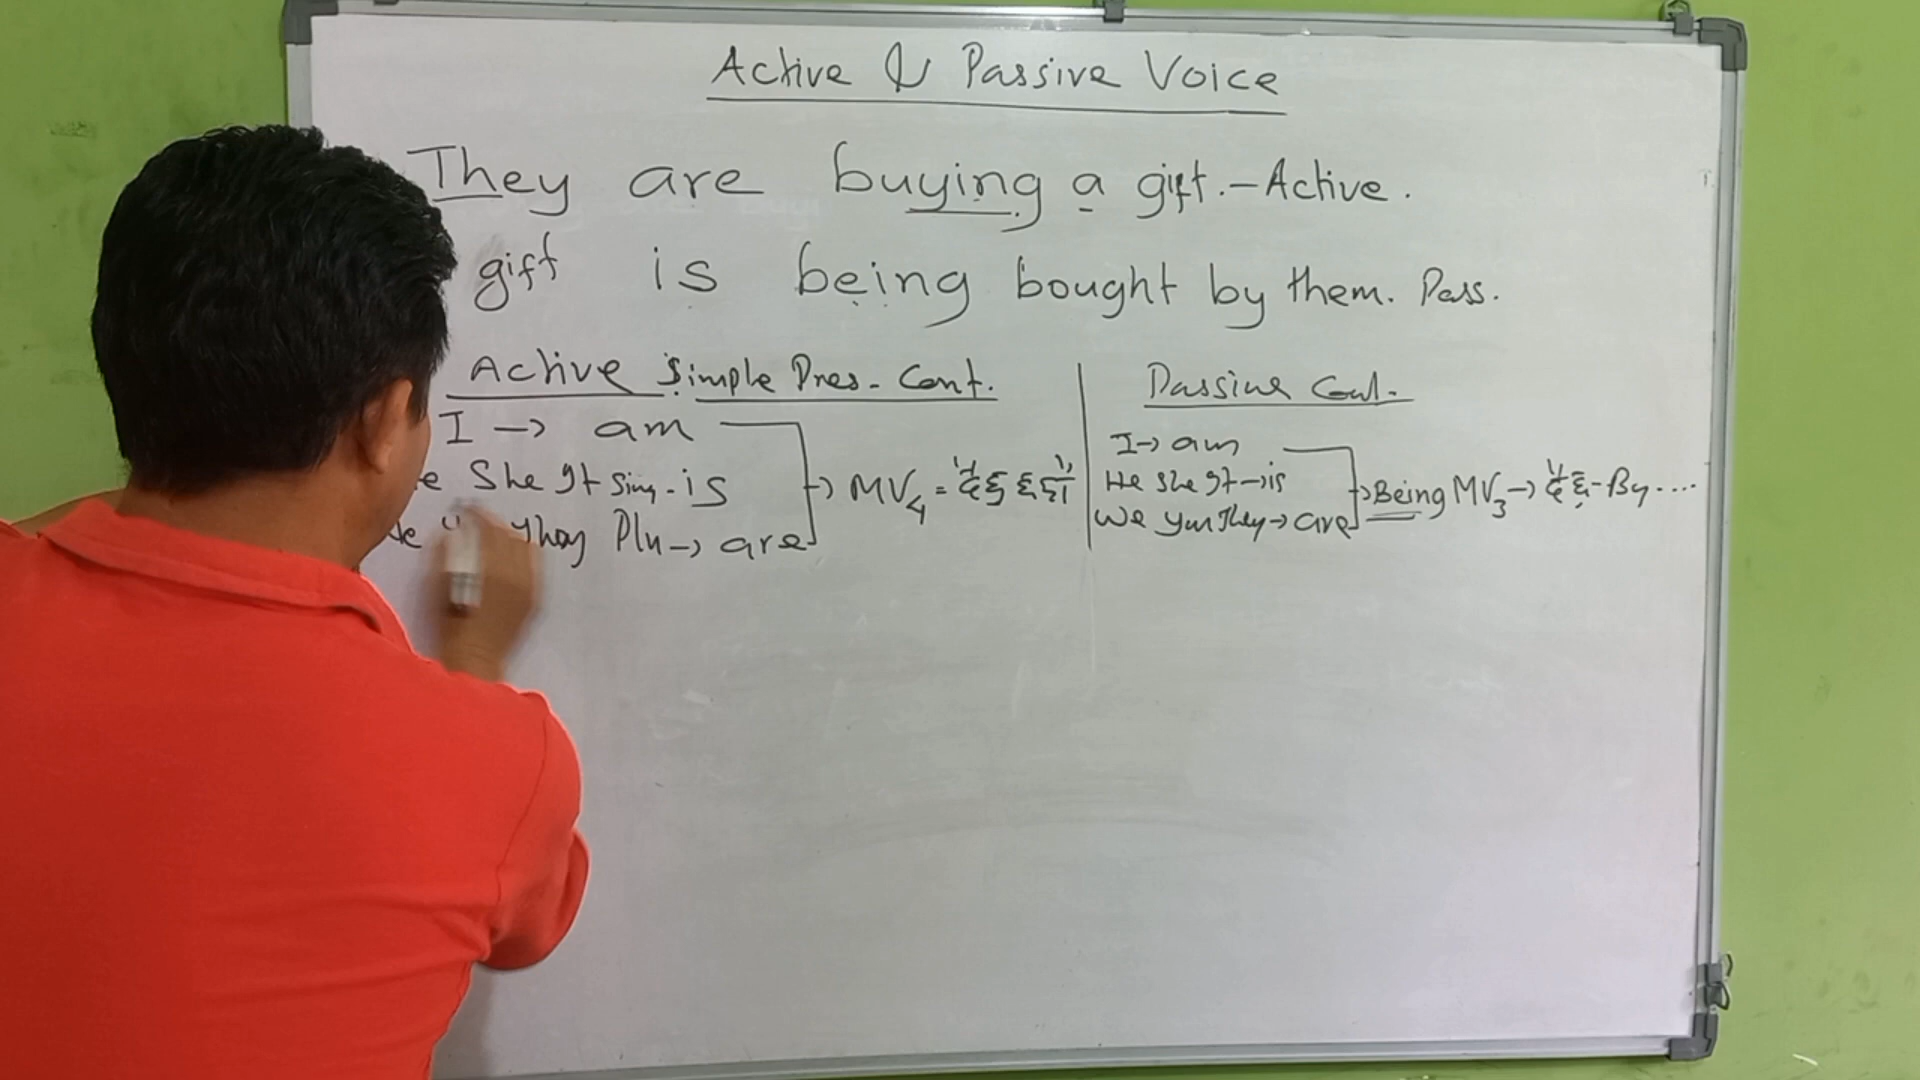 Active & Passive Voice
They are buying a gift. - Active.
gift is being bought by them. Pass.
Active Simple Pres. Cont.
I → am
She It Sing. - is → MV4 =
they Plu → are
Passive Cont.
I → am
He She It → is
We You They → are → Being MV3 → - By ....